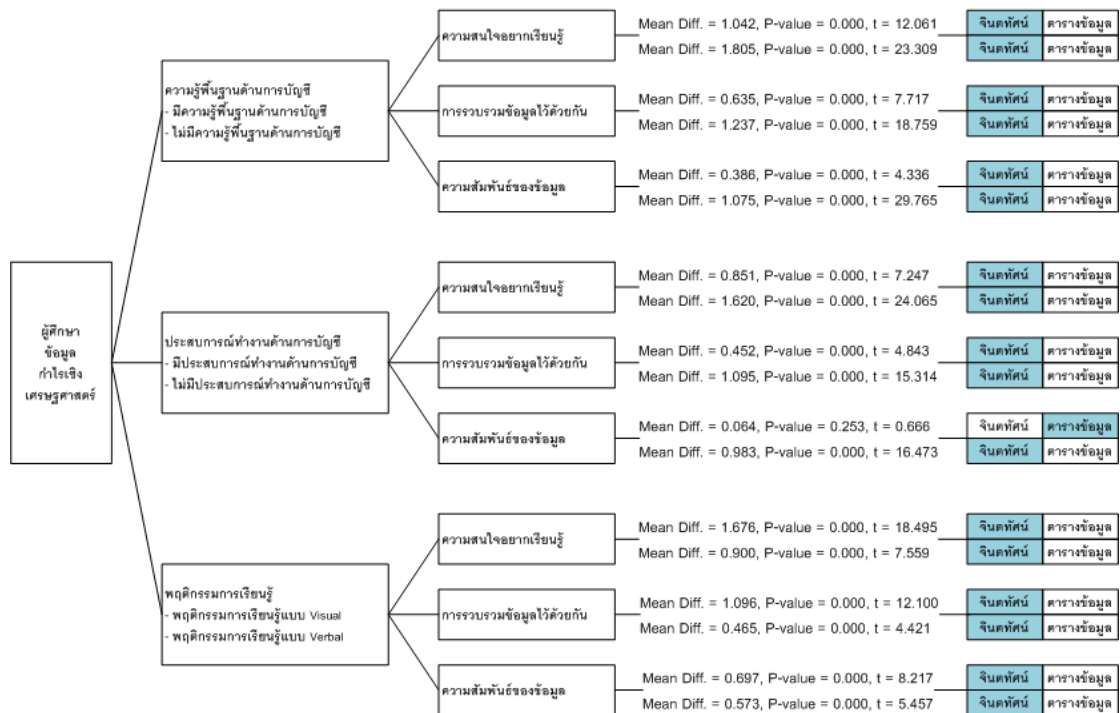 ผู้ศึกษา
ข้อมูล
กำไรเชิง
เศรษฐศาสตร์
ความรู้พื้นฐานด้านการบัญชี
- มีความรู้พื้นฐานด้านการบัญชี
- ไม่มีความรู้พื้นฐานด้านการบัญชี
ความสนใจอยากเรียนรู้
Mean Diff. = 1.042, P-value = 0.000, t = 12.061 จินตทัศน์ ตารางข้อมูล
Mean Diff. = 1.805, P-value = 0.000, t = 23.309 จินตทัศน์ ตารางข้อมูล
การรวบรวมข้อมูลไว้ด้วยกัน
Mean Diff. = 0.635, P-value = 0.000, t = 7.717 จินตทัศน์ ตารางข้อมูล
Mean Diff. = 1.237, P-value = 0.000, t = 18.759 จินตทัศน์ ตารางข้อมูล
ความสัมพันธ์ของข้อมูล
Mean Diff. = 0.386, P-value = 0.000, t = 4.336 จินตทัศน์ ตารางข้อมูล
Mean Diff. = 1.075, P-value = 0.000, t = 29.765 จินตทัศน์ ตารางข้อมูล
ประสบการณ์ทำงานด้านการบัญชี
- มีประสบการณ์ทำงานด้านการบัญชี
- ไม่มีประสบการณ์ทำงานด้านการบัญชี
ความสนใจอยากเรียนรู้
Mean Diff. = 0.851, P-value = 0.000, t = 7.247 จินตทัศน์ ตารางข้อมูล
Mean Diff. = 1.620, P-value = 0.000, t = 24.065 จินตทัศน์ ตารางข้อมูล
การรวบรวมข้อมูลไว้ด้วยกัน
Mean Diff. = 0.452, P-value = 0.000, t = 4.843 จินตทัศน์ ตารางข้อมูล
Mean Diff. = 1.095, P-value = 0.000, t = 15.314 จินตทัศน์ ตารางข้อมูล
ความสัมพันธ์ของข้อมูล
Mean Diff. = 0.064, P-value = 0.253, t = 0.666 จินตทัศน์ ตารางข้อมูล
Mean Diff. = 0.983, P-value = 0.000, t = 16.473 จินตทัศน์ ตารางข้อมูล
พฤติกรรมการเรียนรู้
- พฤติกรรมการเรียนรู้แบบ Visual
- พฤติกรรมการเรียนรู้แบบ Verbal
ความสนใจอยากเรียนรู้
Mean Diff. = 1.676, P-value = 0.000, t = 18.495 จินตทัศน์ ตารางข้อมูล
Mean Diff. = 0.900, P-value = 0.000, t = 7.559 จินตทัศน์ ตารางข้อมูล
การรวบรวมข้อมูลไว้ด้วยกัน
Mean Diff. = 1.096, P-value = 0.000, t = 12.100 จินตทัศน์ ตารางข้อมูล
Mean Diff. = 0.465, P-value = 0.000, t = 4.421 จินตทัศน์ ตารางข้อมูล
ความสัมพันธ์ของข้อมูล
Mean Diff. = 0.697, P-value = 0.000, t = 8.217 จินตทัศน์ ตารางข้อมูล
Mean Diff. = 0.573, P-value = 0.000, t = 5.457 จินตทัศน์ ตารางข้อมูล